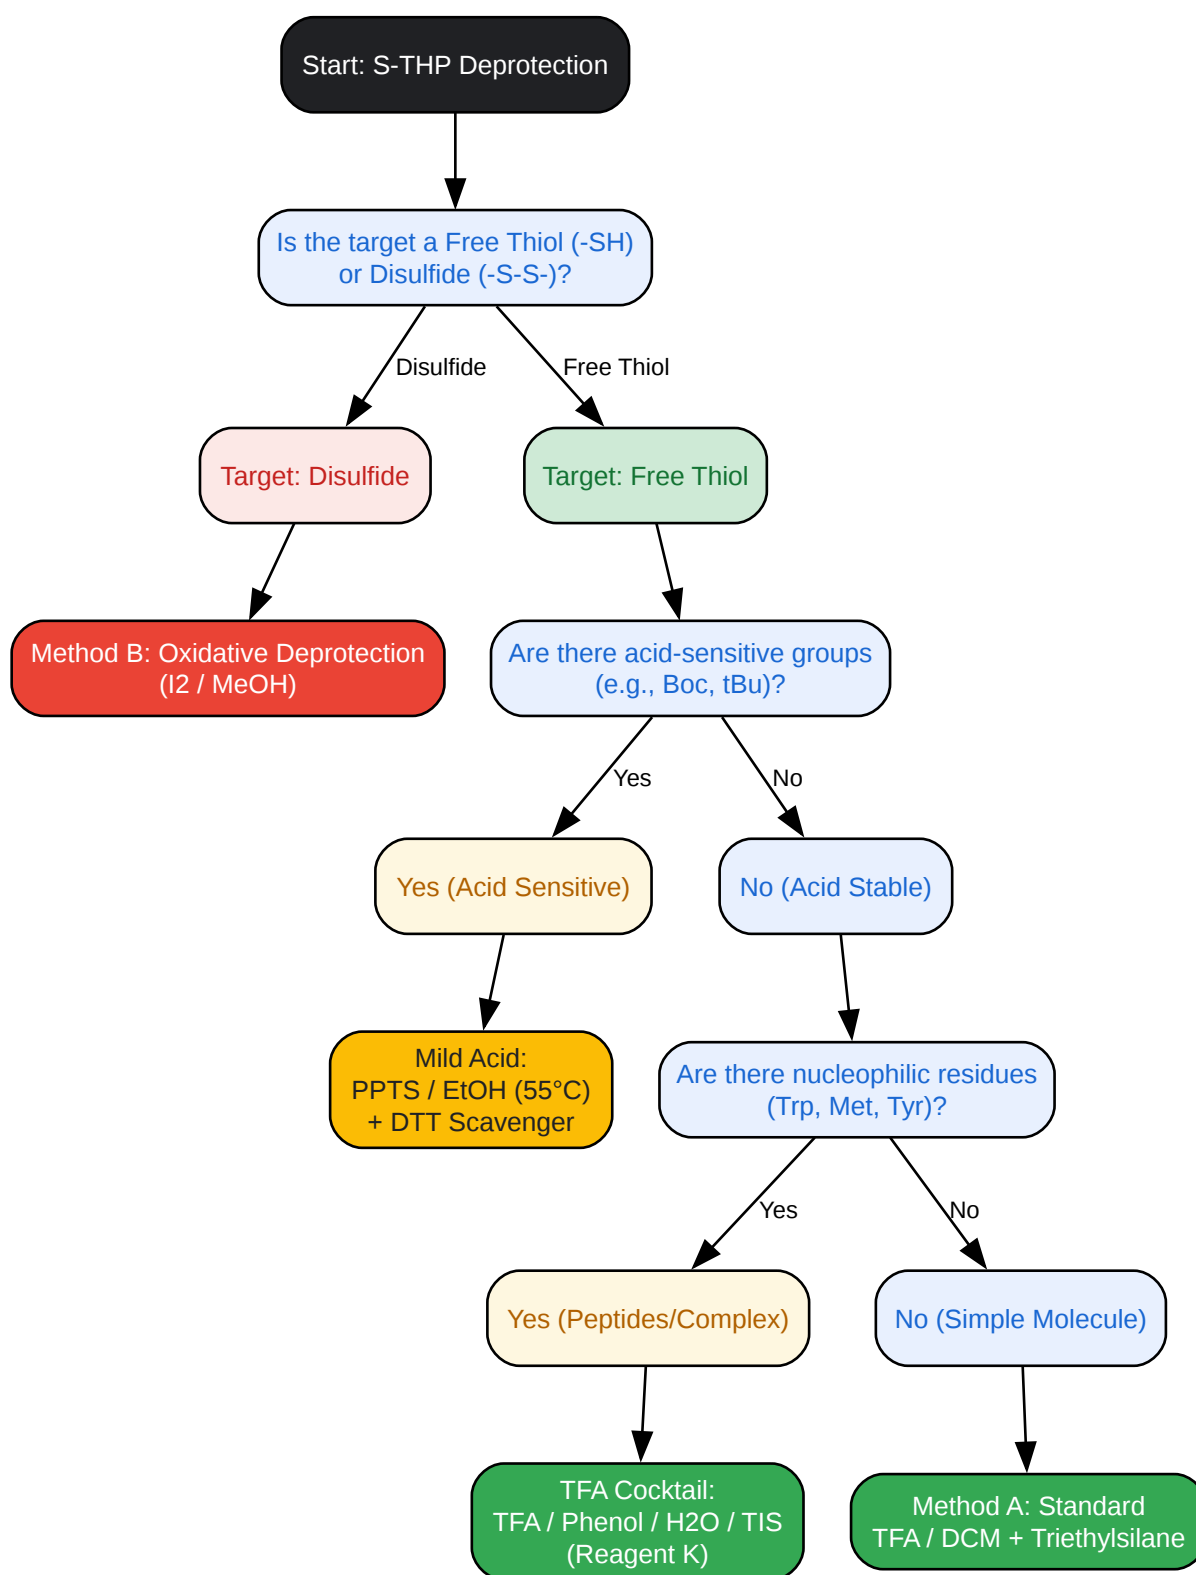 Start: S-THP Deprotection
Is the target a Free Thiol (-SH)
or Disulfide (-S-S-)?
Disulfide
Free Thiol
Target: Disulfide
Target: Free Thiol
Method B: Oxidative Deprotection
(I2 / MeOH)
Are there acid-sensitive groups
(e.g., Boc, tBu)?
Yes
No
Yes (Acid Sensitive)
No (Acid Stable)
Mild Acid:
PPTS / EtOH (55°C)
+ DTT Scavenger
Are there nucleophilic residues
(Trp, Met, Tyr)?
Yes
No
Yes (Peptides/Complex)
No (Simple Molecule)
TFA Cocktail:
TFA / Phenol / H2O / TIS
(Reagent K)
Method A: Standard
TFA / DCM + Triethylsilane